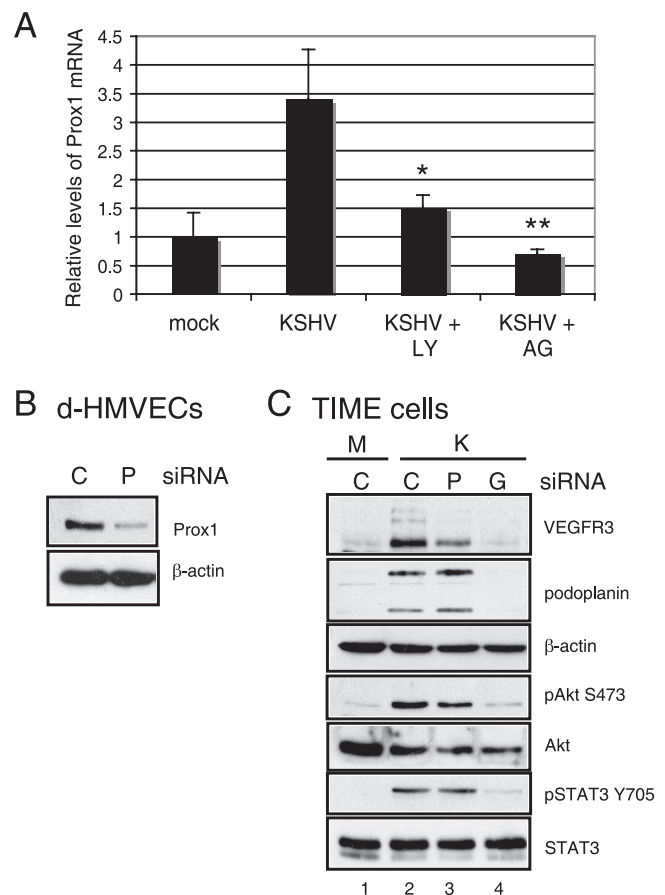 A
Relative levels of Prox1 mRNA
4.5
4
3.5
3
2.5
2
1.5
1
0.5
0
*
**
mock
KSHV
KSHV +
LY
KSHV +
AG
B d-HMVECs
C P siRNA
Prox1
β-actin
C TIME cells
M K
C C P G siRNA
VEGFR3
podoplanin
β-actin
pAkt S473
Akt
pSTAT3 Y705
STAT3
1 2 3 4